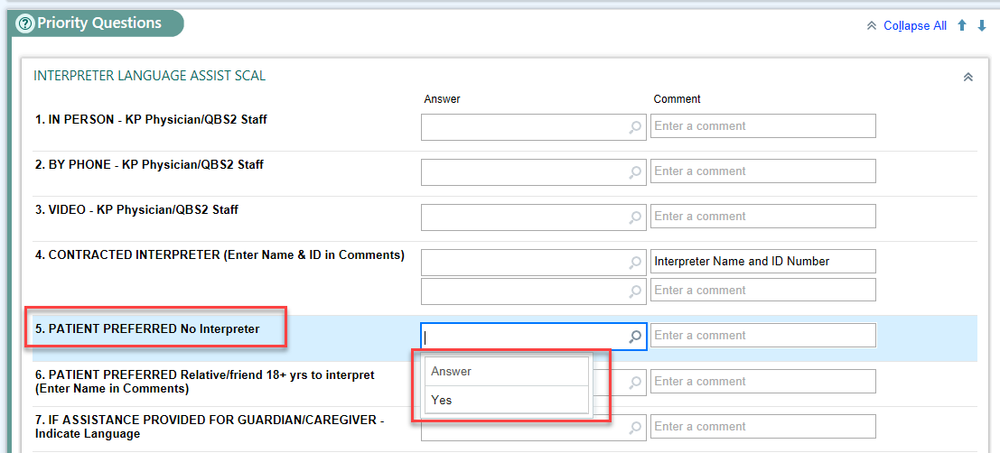 Priority Questions
Collapse All
INTERPRETER LANGUAGE ASSIST SCAL
Answer Comment
1. IN PERSON - KP Physician/QBS2 Staff Enter a comment
2. BY PHONE - KP Physician/QBS2 Staff Enter a comment
3. VIDEO - KP Physician/QBS2 Staff Enter a comment
4. CONTRACTED INTERPRETER (Enter Name & ID in Comments) Interpreter Name and ID Number
Enter a comment
5. PATIENT PREFERRED No Interpreter Enter a comment
Answer
Yes
6. PATIENT PREFERRED Relative/friend 18+ yrs to interpret
(Enter Name in Comments)
Enter a comment
7. IF ASSISTANCE PROVIDED FOR GUARDIAN/CAREGIVER -
Indicate Language
Enter a comment